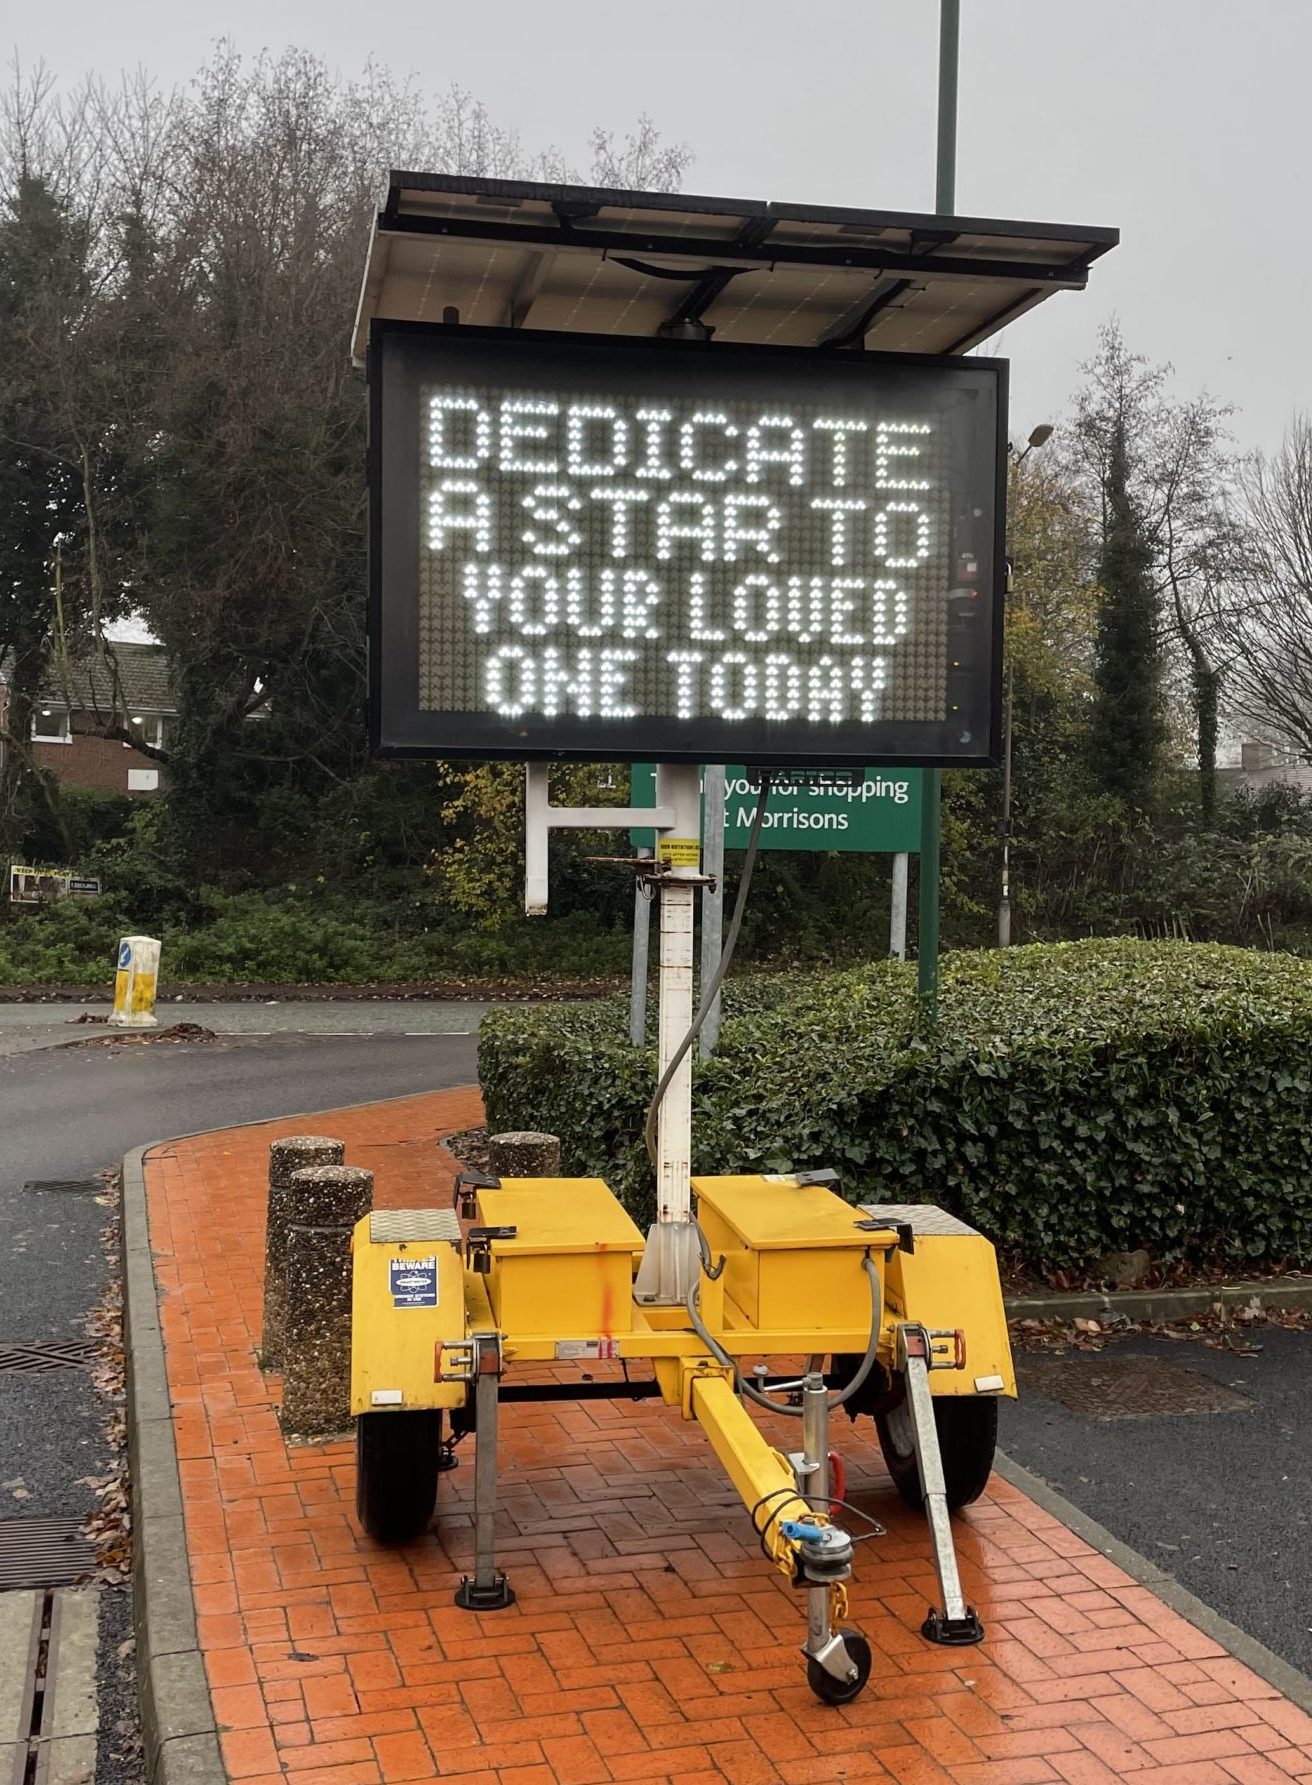 DEDICATE
A STAR TO
YOUR LOVED
ONE TODAY
you for shopping
t Morrisons
BEWARE